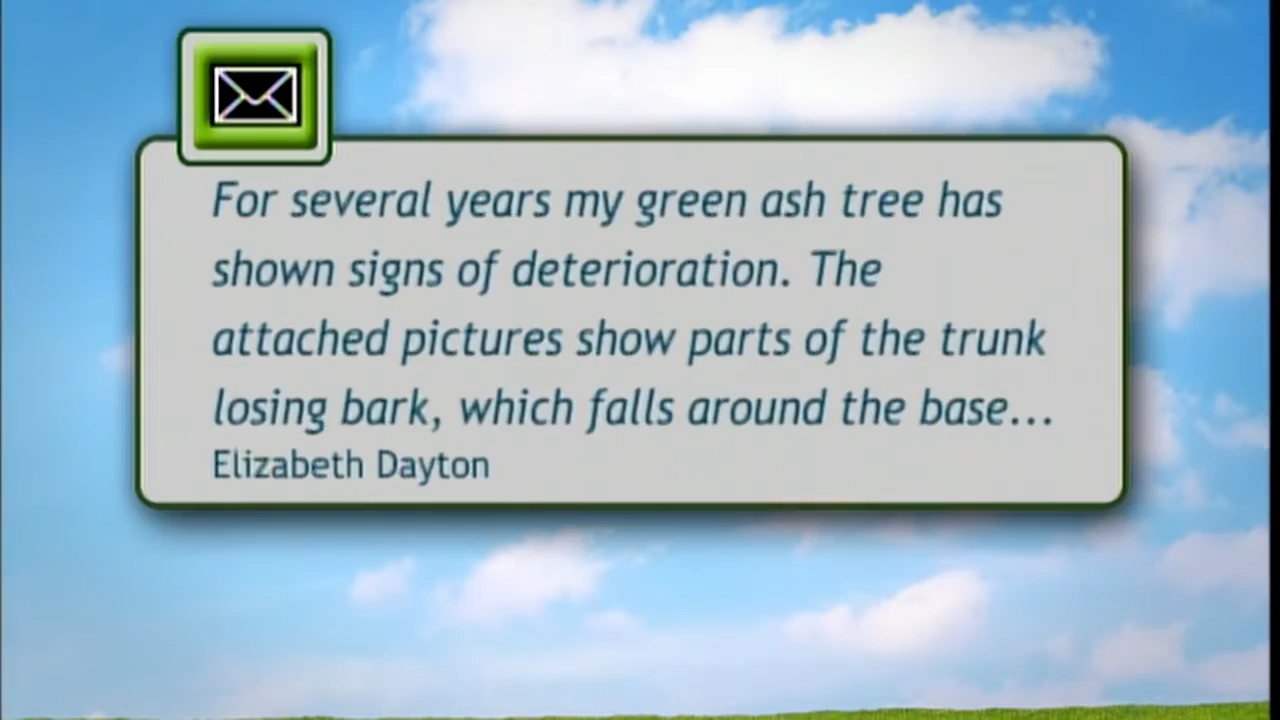 For several years my green ash tree has
shown signs of deterioration. The
attached pictures show parts of the trunk
losing bark, which falls around the base...
Elizabeth Dayton